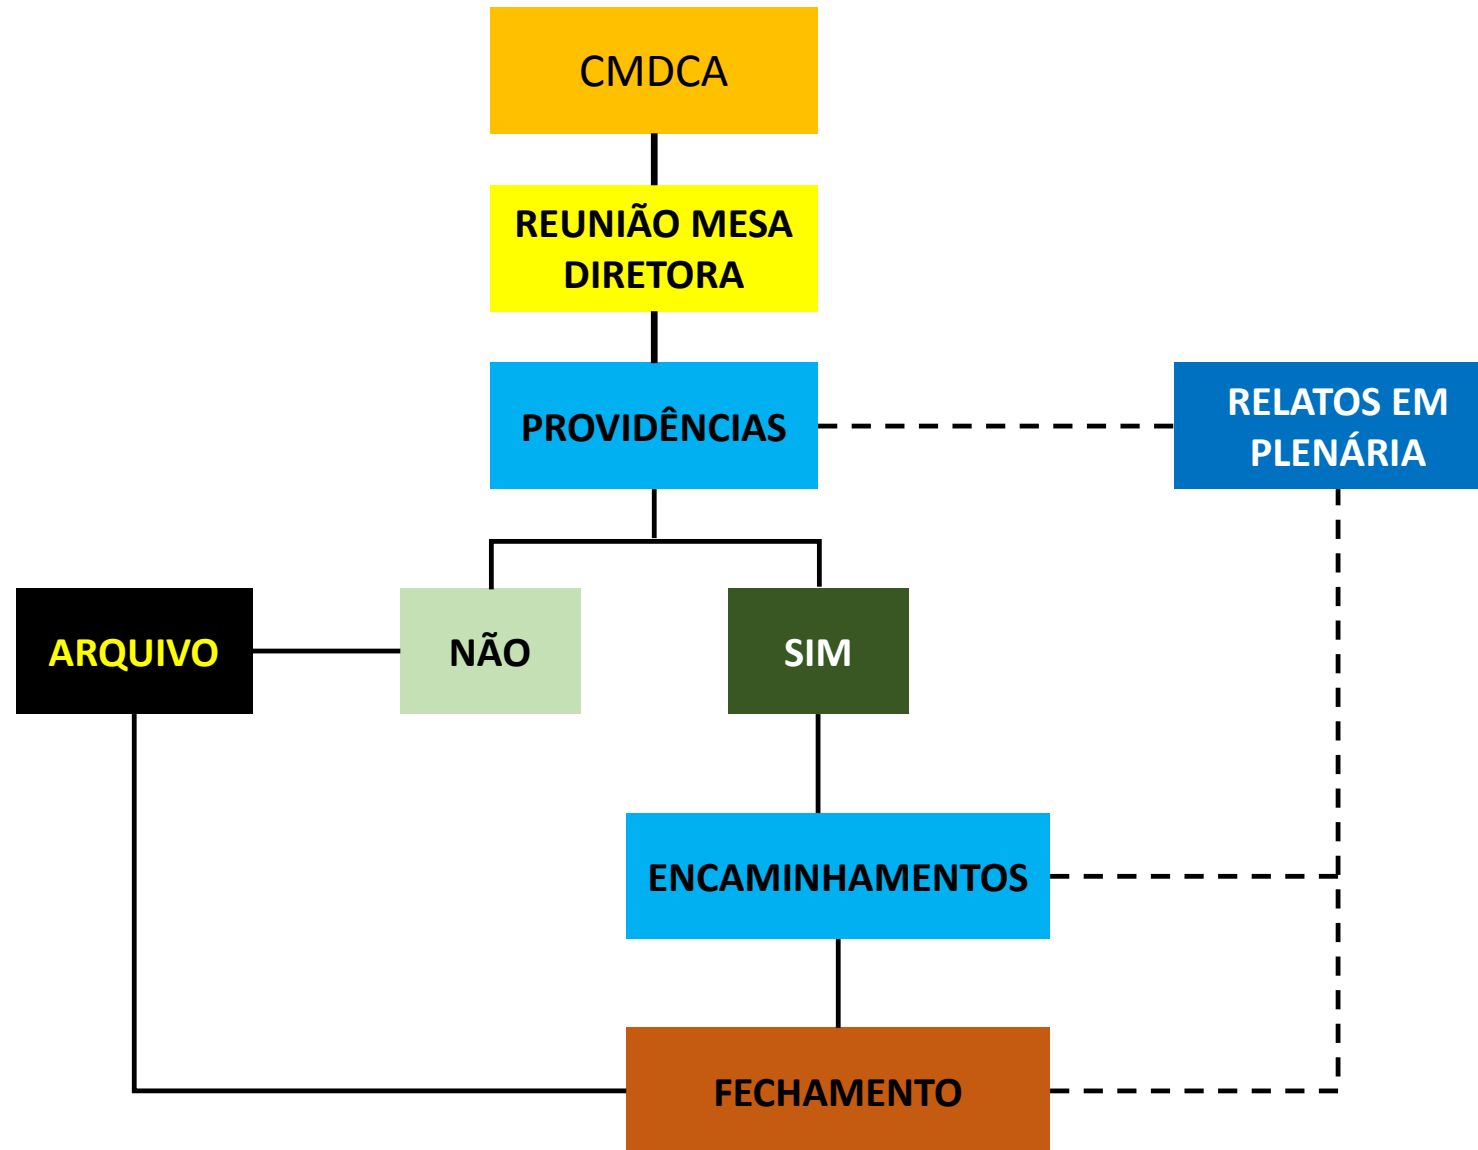 CMDCA
REUNIÃO MESA
DIRETORA
PROVIDÊNCIAS
RELATOS EM
PLENÁRIA
ARQUIVO
NÃO
SIM
ENCAMINHAMENTOS
FECHAMENTO